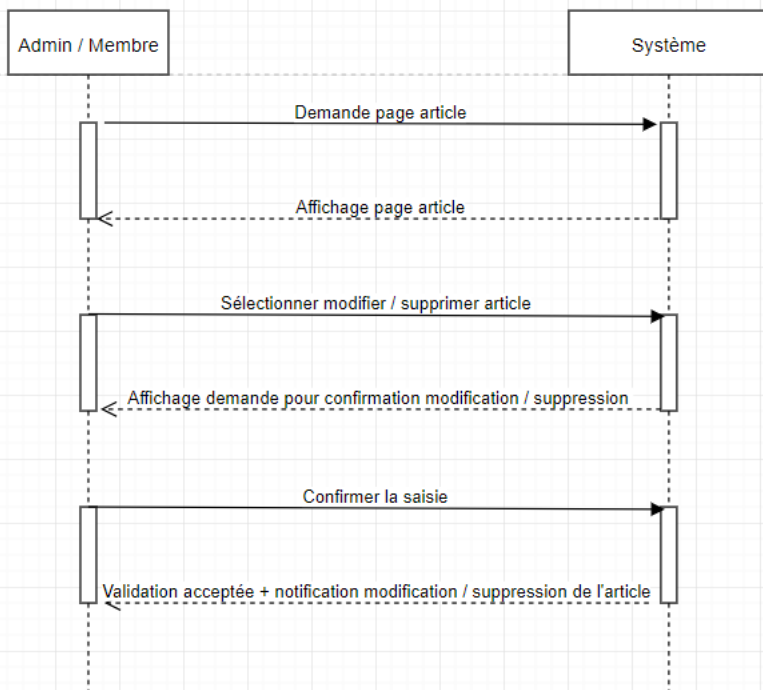 Admin / Membre
Système
Demande page article
Affichage page article
Sélectionner modifier / supprimer article
Affichage demande pour confirmation modification / suppression
Confirmer la saisie
Validation acceptée + notification modification / suppression de l'article